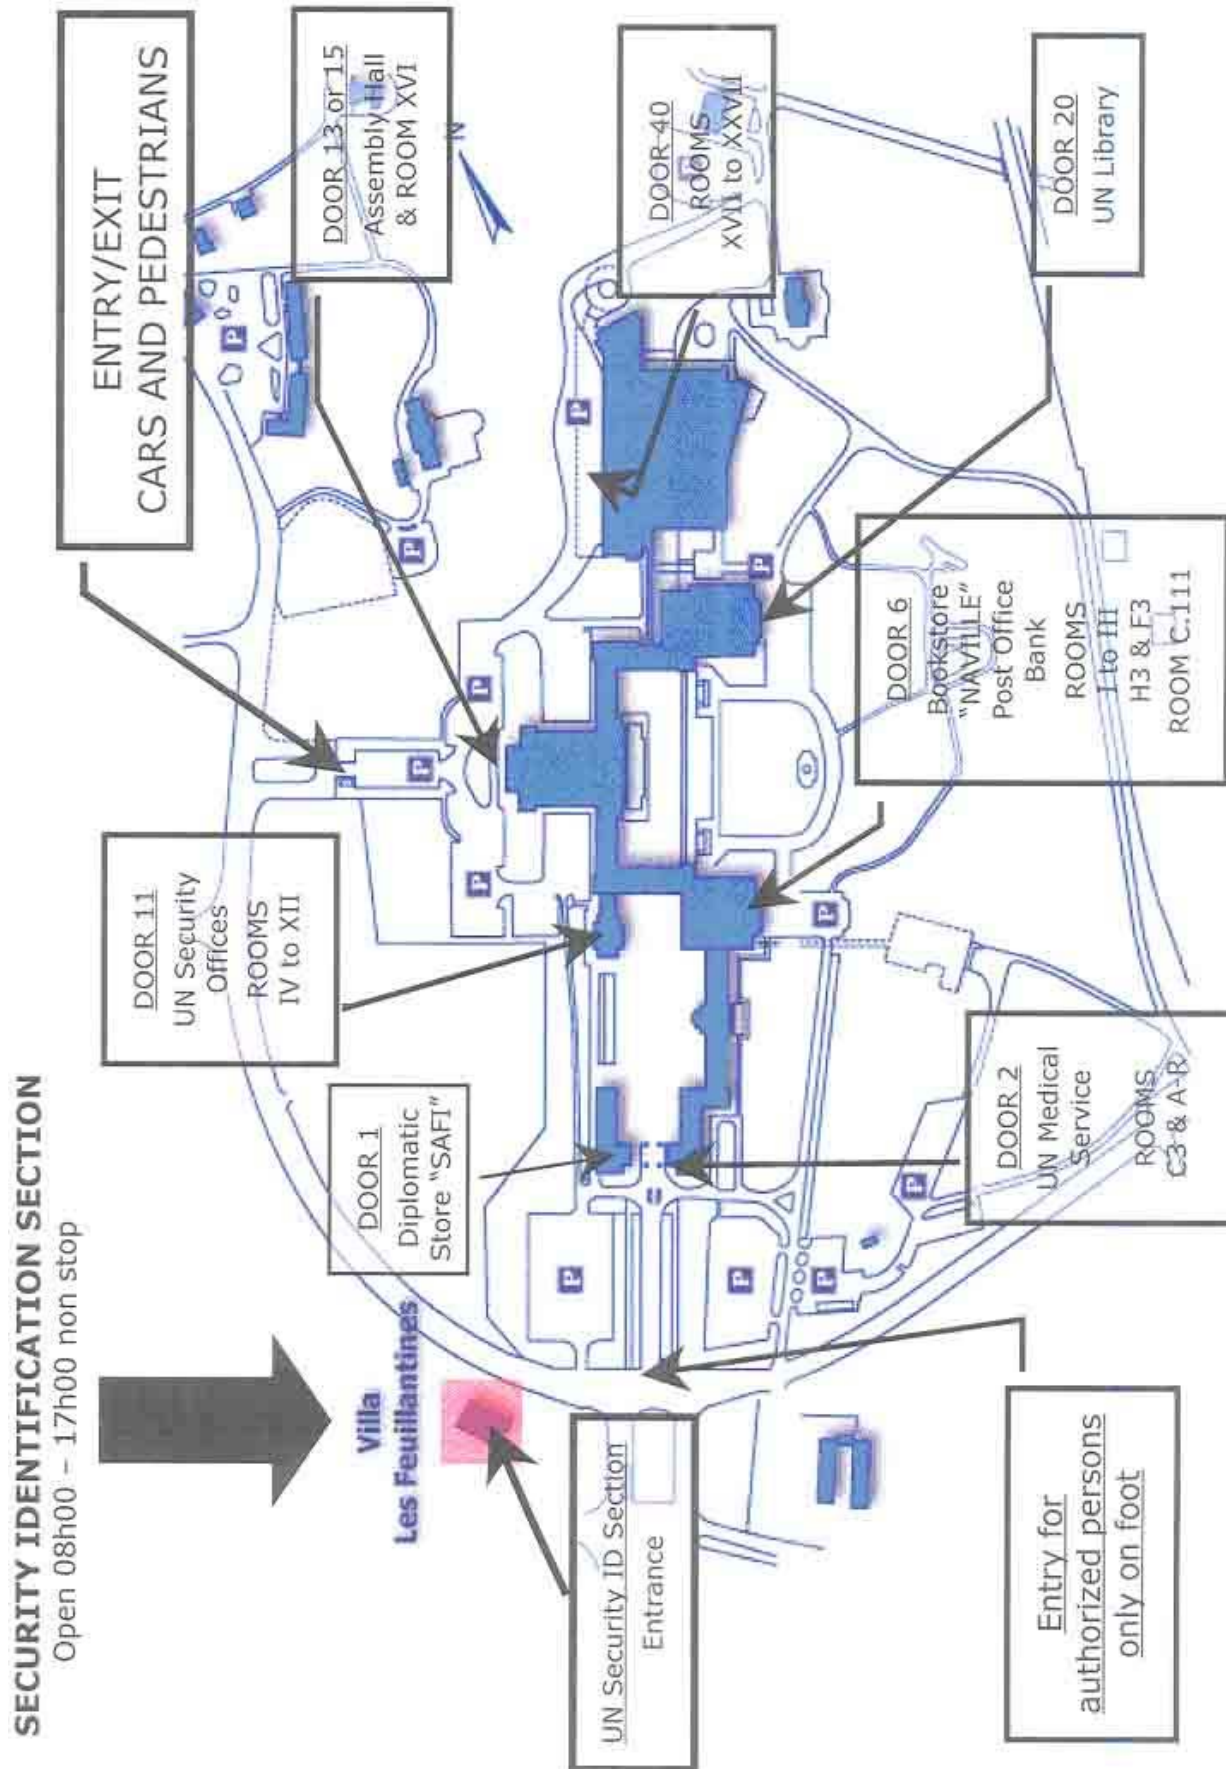 SECURITY IDENTIFICATION SECTION
Open 08h00 – 17h00 non stop
ENTRY/EXIT
CARS AND PEDESTRIANS
DOOR 11
UN Security
Offices
ROOMS
IV to XII
DOOR 13 or 15
Assembly Hall
& ROOM XVI
N
DOOR 1
Diplomatic
Store "SAFI"
Villa
Les Feuillantines
UN Security ID Section
Entrance
DOOR 40
ROOMS
XVII to XXVII
DOOR 6
Bookstore
"NAVILLE"
Post Office
Bank
ROOMS
I to III
H3 & F3
ROOM C.111
DOOR 20
UN Library
DOOR 2
UN Medical
Service
ROOMS
C3 & A-R
Entry for
authorized persons
only on foot
P
P
P
P
P
P
P
P
P
P
P
P
P